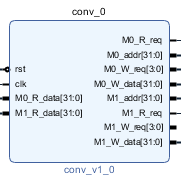 conv_0
M0_R_req
M0_addr[31:0]
rst M0_W_req[3:0]
clk M0_W_data[31:0]
M0_R_data[31:0] M1_addr[31:0]
M1_R_data[31:0] M1_R_req
M1_W_req[3:0]
M1_W_data[31:0]
conv_v1_0